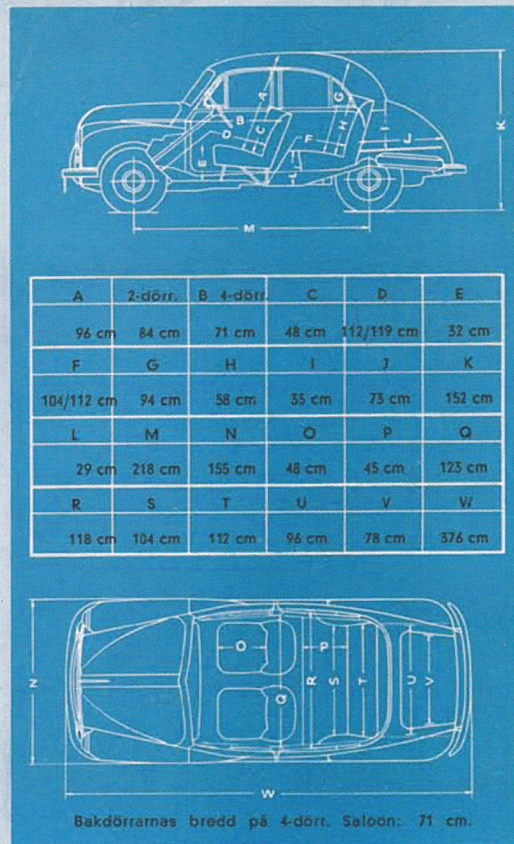 A
G
B
C
D
E
F
H
I
J
L
K
M
A 2-dörr. B 4-dörr. C D E
96 cm 84 cm 71 cm 48 cm 112/119 cm 32 cm
F G H I J K
104/112 cm 94 cm 58 cm 35 cm 73 cm 152 cm
L M N O P Q
29 cm 218 cm 155 cm 48 cm 45 cm 123 cm
R S T U V W
118 cm 104 cm 112 cm 96 cm 78 cm 376 cm
N
O
P
Q
R
S
T
U
V
W
Bakdörrarnas bredd på 4-dörr. Saloon: 71 cm.